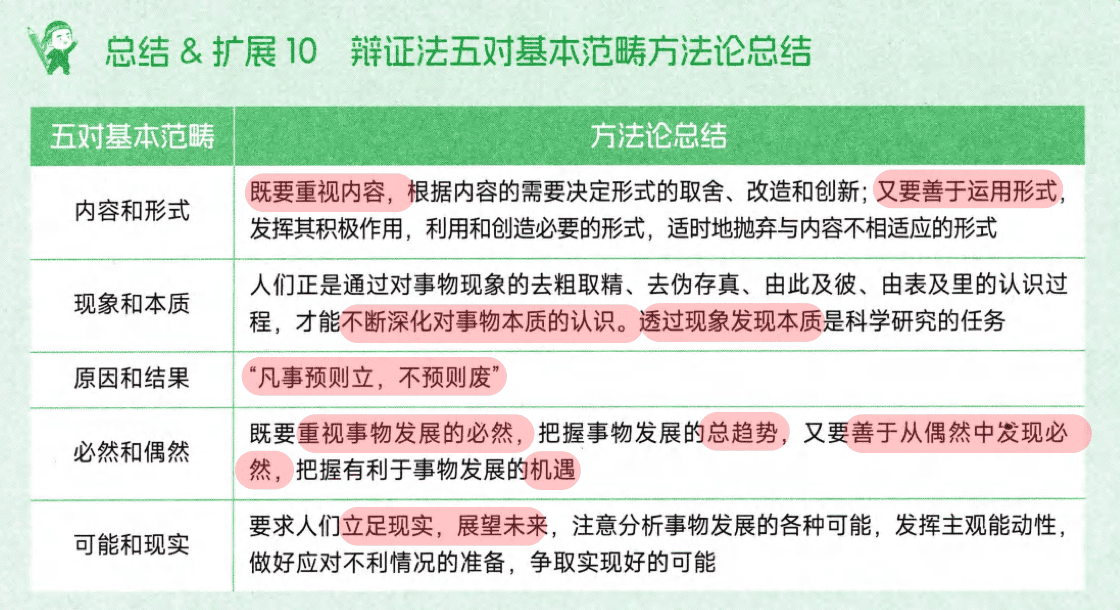 总结 & 扩展 10 辩证法五对基本范畴方法论总结
五对基本范畴
方法论总结
内容和形式
既要重视内容，根据内容的需要决定形式的取舍、改造和创新；又要善于运用形式，
发挥其积极作用，利用和创造必要的形式，适时地抛弃与内容不相适应的形式
现象和本质
人们正是通过对事物现象的去粗取精、去伪存真、由此及彼、由表及里的认识过
程，才能不断深化对事物本质的认识。透过现象发现本质是科学研究的任务
原因和结果
“凡事预则立，不预则废”
必然和偶然
既要重视事物发展的必然，把握事物发展的总趋势，又要善于从偶然中发现必
然，把握有利于事物发展的机遇
可能和现实
要求人们立足现实，展望未来，注意分析事物发展的各种可能，发挥主观能动性，
做好应对不利情况的准备，争取实现好的可能